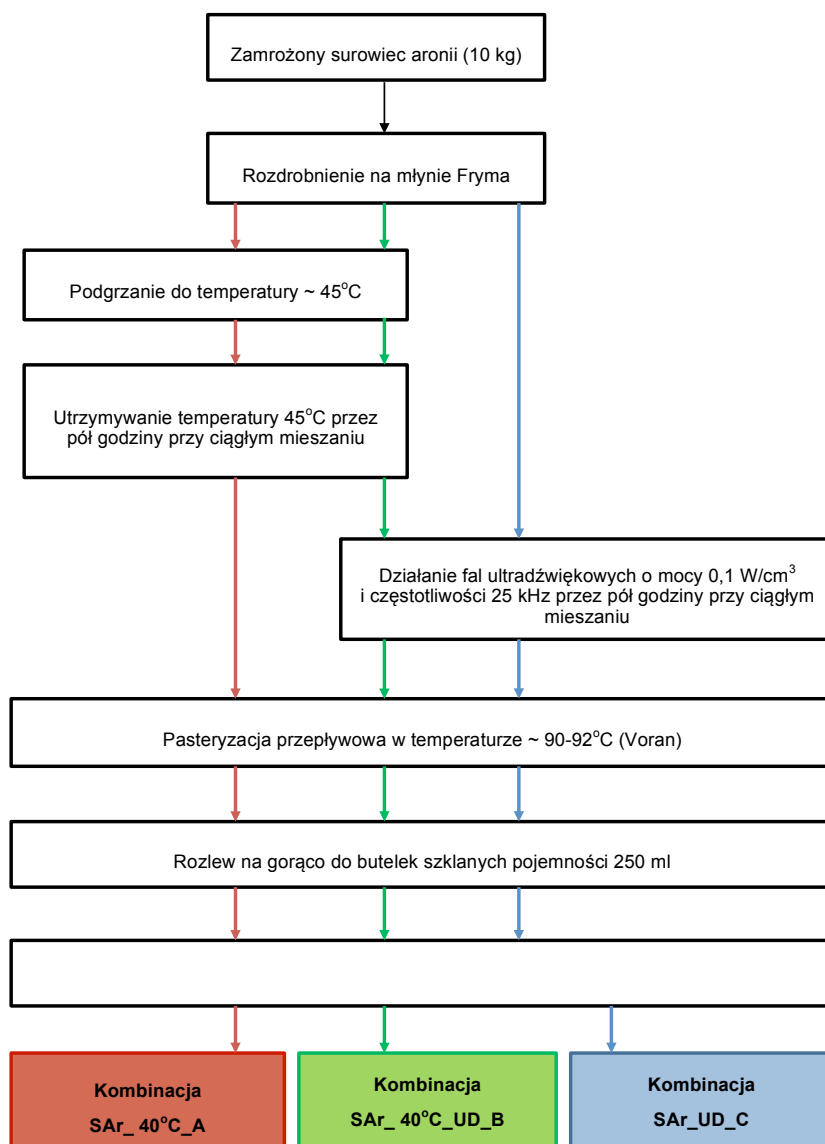 Zamrożony surowiec aronii (10 kg)
Rozdrobnienie na młynie Fryma
Podgrzanie do temperatury ~ 45°C
Utrzymywanie temperatury 45°C przez
pół godziny przy ciągłym mieszaniu
Działanie fal ultradźwiękowych o mocy 0,1 W/cm³
i częstotliwości 25 kHz przez pół godziny przy ciągłym
mieszaniu
Pasteryzacja przepływowa w temperaturze ~ 90-92°C (Voran)
Rozlew na gorąco do butelek szklanych pojemności 250 ml
Kombinacja
SAr_ 40°C_A
Kombinacja
SAr_ 40°C_UD_B
Kombinacja
SAr_UD_C